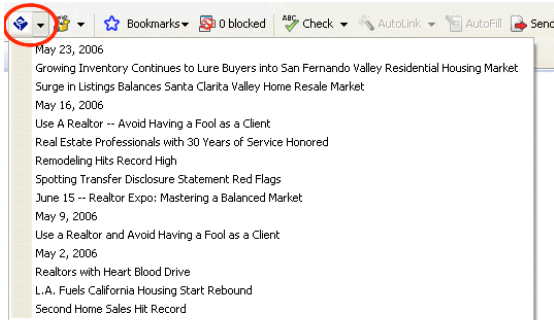 Bookmarks 0 blocked ABC Check AutoLink AutoFill Send
May 23, 2006
Growing Inventory Continues to Lure Buyers into San Fernando Valley Residential Housing Market
Surge in Listings Balances Santa Clarita Valley Home Resale Market
May 16, 2006
Use A Realtor -- Avoid Having a Fool as a Client
Real Estate Professionals with 30 Years of Service Honored
Remodeling Hits Record High
Spotting Transfer Disclosure Statement Red Flags
June 15 -- Realtor Expo: Mastering a Balanced Market
May 9, 2006
Use a Realtor and Avoid Having a Fool as a Client
May 2, 2006
Realtors with Heart Blood Drive
L.A. Fuels California Housing Start Rebound
Second Home Sales Hit Record